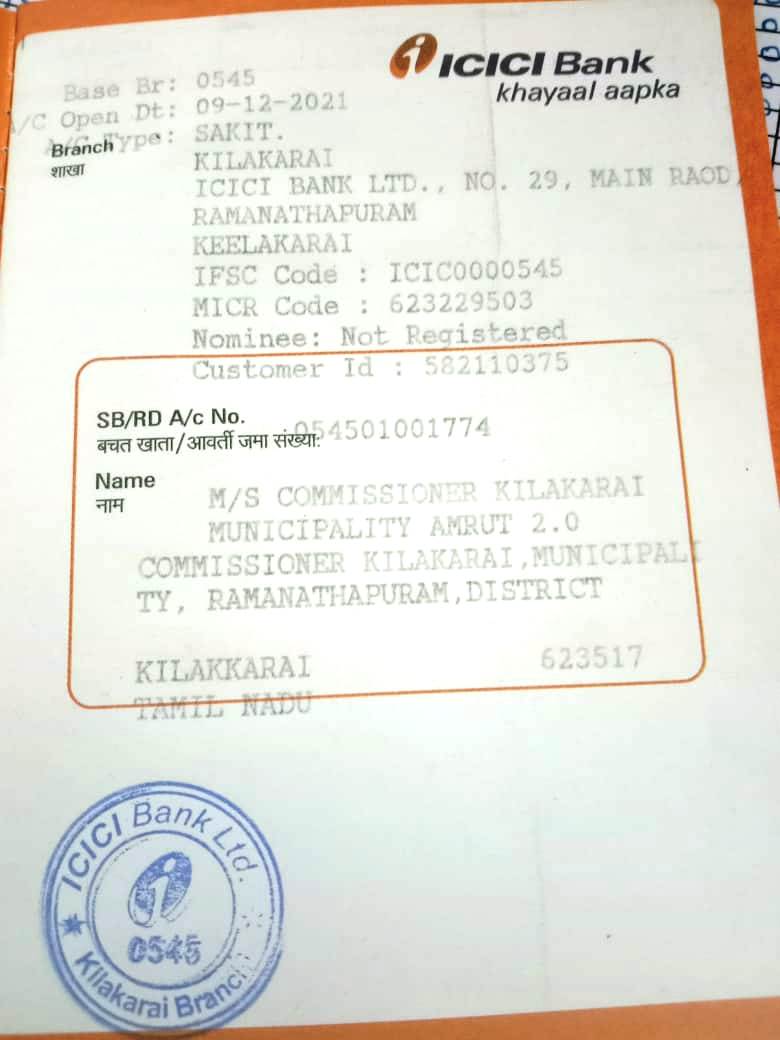 ICICI Bank
khayaal aapka
Base Br: 0545
A/C Open Dt: 09-12-2021
A/C Type: SAKIT.
Branch
शाखा
KILAKARAI
ICICI BANK LTD., NO. 29, MAIN RAOD,
RAMANATHAPURAM
KEELAKARAI
IFSC Code : ICIC0000545
MICR Code : 623229503
Nominee: Not Registered
Customer Id : 582110375
SB/RD A/c No.
बचत खाता/आवर्ती जमा संख्या:
054501001774
Name
नाम
M/S COMMISSIONER KILAKARAI
MUNICIPALITY AMRUT 2.0
COMMISSIONER KILAKARAI,MUNICIPALI
TY, RAMANATHAPURAM,DISTRICT
KILAKKARAI 623517
TAMIL NADU
ICICI Bank Ltd.
0545
Kilakarai Branch